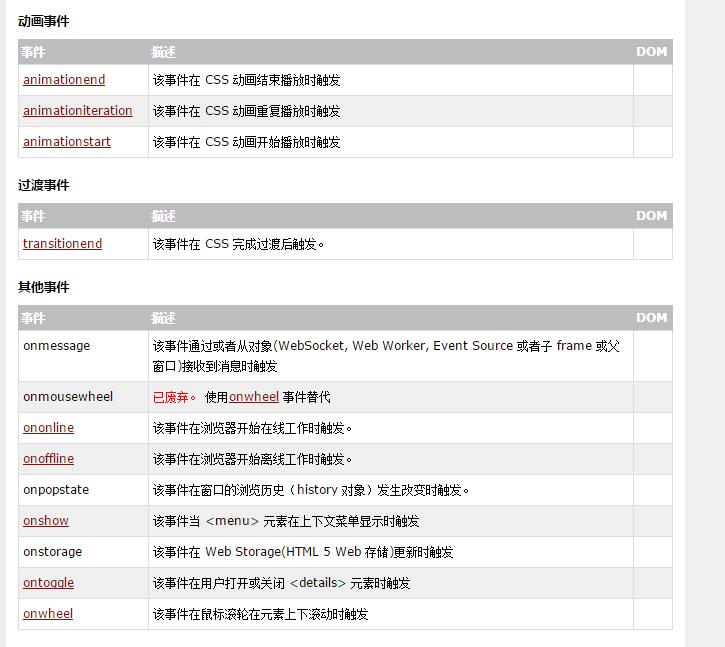 动画事件
事件 描述 DOM
animationend 该事件在 CSS 动画结束播放时触发
animationiteration 该事件在 CSS 动画重复播放时触发
animationstart 该事件在 CSS 动画开始播放时触发
过渡事件
事件 描述 DOM
transitionend 该事件在 CSS 完成过渡后触发。
其他事件
事件 描述 DOM
onmessage 该事件通过或者从对象(WebSocket, Web Worker, Event Source 或者子 frame 或父
窗口)接收到消息时触发
onmousewheel 已废弃。 使用onwheel 事件替代
ononline 该事件在浏览器开始在线工作时触发。
onoffline 该事件在浏览器开始离线工作时触发。
onpopstate 该事件在窗口的浏览历史（history 对象）发生改变时触发。
onshow 该事件当 <menu> 元素在上下文菜单显示时触发
onstorage 该事件在 Web Storage(HTML 5 Web 存储)更新时触发
ontoggle 该事件在用户打开或关闭 <details> 元素时触发
onwheel 该事件在鼠标滚轮在元素上下滚动时触发